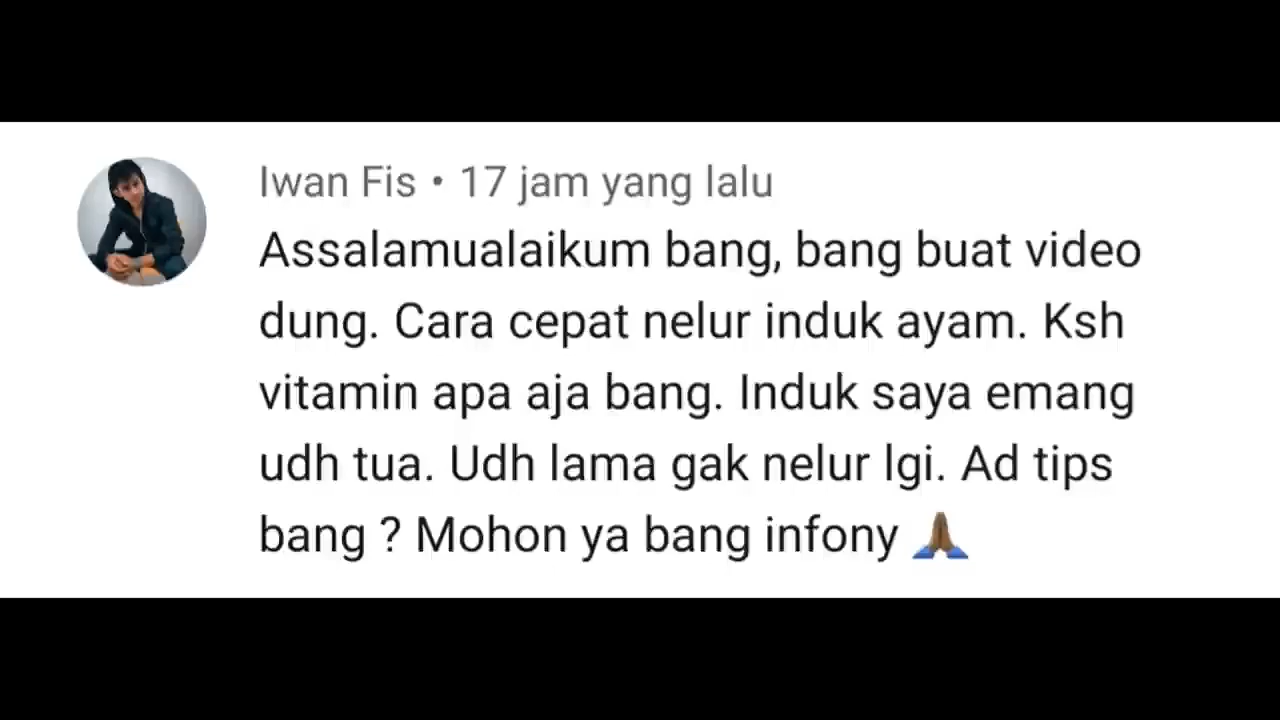 Iwan Fis • 17 jam yang lalu
Assalamualaikum bang, bang buat video
dung. Cara cepat nelur induk ayam. Ksh
vitamin apa aja bang. Induk saya emang
udh tua. Udh lama gak nelur lgi. Ad tips
bang ? Mohon ya bang infony 🙏🏾